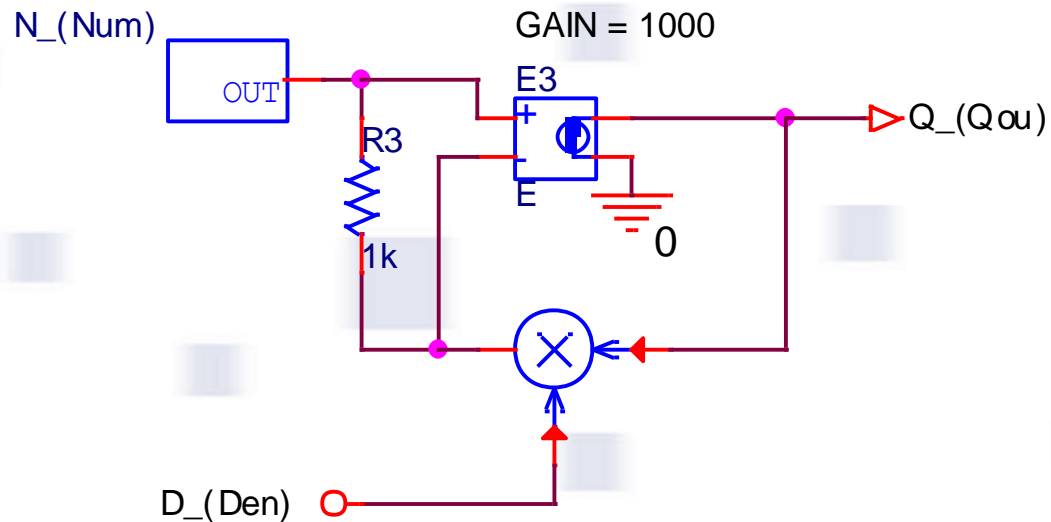 N_(Num)
GAIN = 1000
OUT
E3
+
-
E
R3
1k
Q_(Qou)
0
D_(Den)